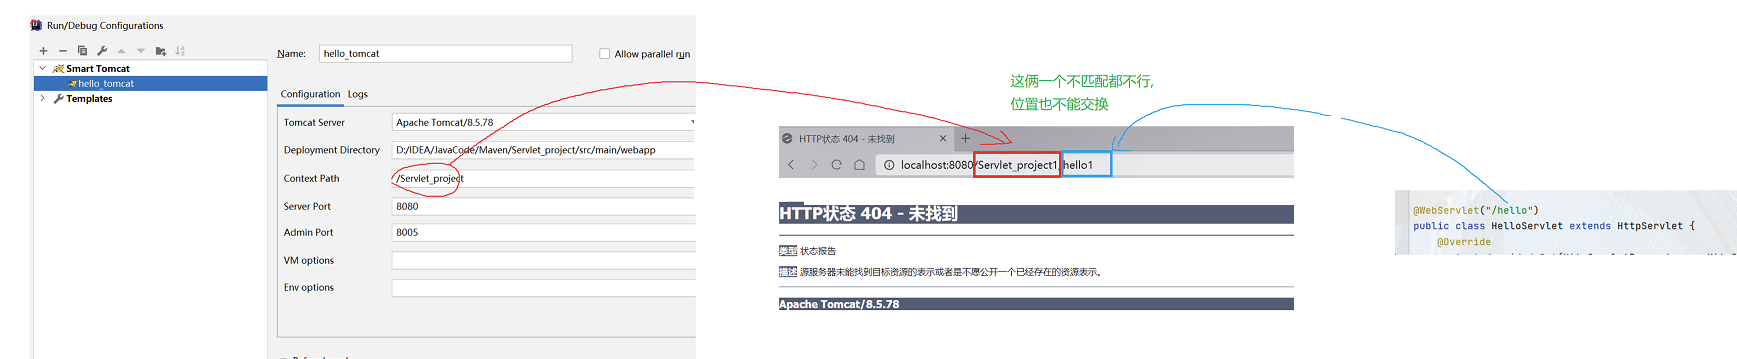 Run/Debug Configurations
Smart Tomcat
hello_tomcat
Templates
Name:
hello_tomcat
Allow parallel run
Configuration
Logs
Tomcat Server
Apache Tomcat/8.5.78
Deployment Directory
D:/IDEA/JavaCode/Maven/Servlet_project/src/main/webapp
Context Path
/Servlet_project
Server Port
8080
Admin Port
8005
VM options
Env options
这俩一个不匹配都不行,
位置也不能交换
HTTP状态 404 - 未找到
localhost:8080/Servlet_project1/hello1
HTTP状态 404 - 未找到
类型 状态报告
描述 源服务器未能找到目标资源的表示或者是不愿公开一个已经存在的资源表示。
Apache Tomcat/8.5.78
@WebServlet("/hello")
public class HelloServlet extends HttpServlet {
@Override